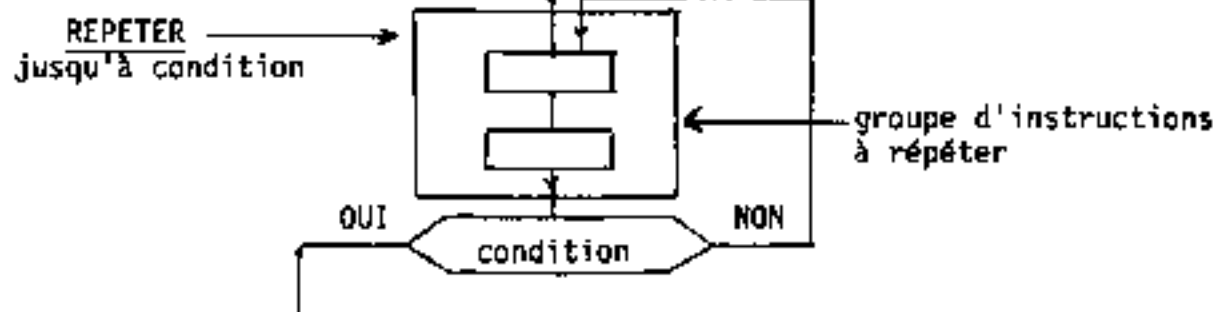 REPETER
jusqu'à condition
groupe d'instructions
à répéter
OUI
NON
condition